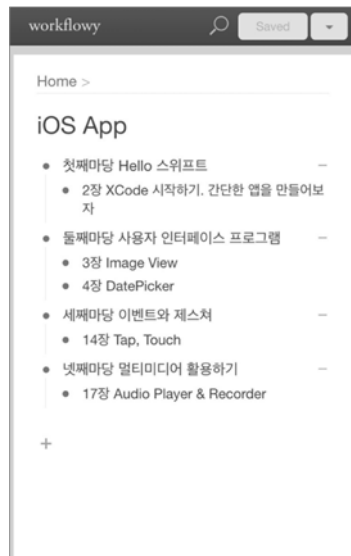 workflowy
Saved
Home >
iOS App
첫째마당 Hello 스위프트
2장 XCode 시작하기. 간단한 앱을 만들어보
자
둘째마당 사용자 인터페이스 프로그램
3장 Image View
4장 DatePicker
세째마당 이벤트와 제스쳐
14장 Tap, Touch
넷째마당 멀티미디어 활용하기
17장 Audio Player & Recorder